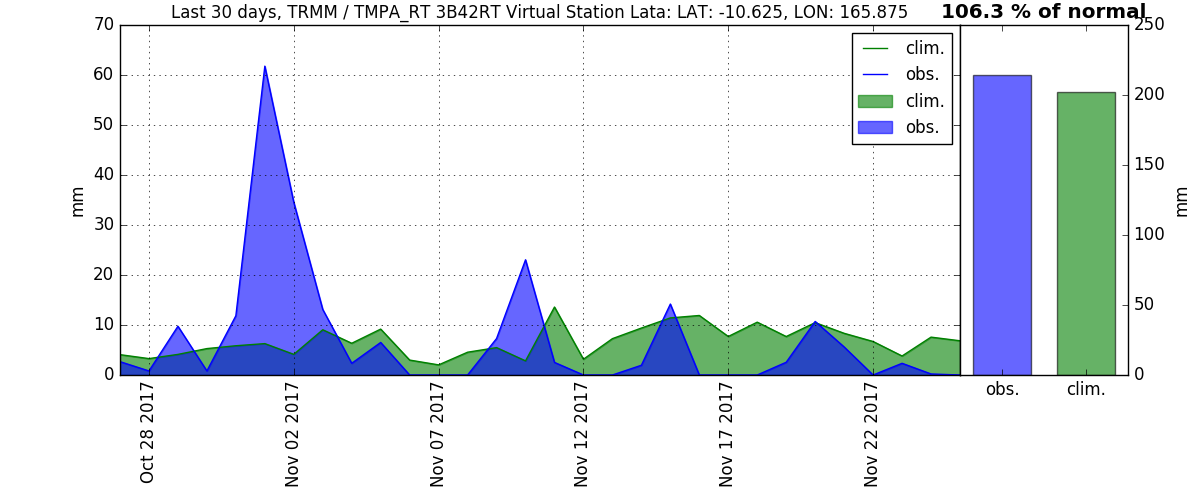 Last 30 days, TRMM / TMPA_RT 3B42RT Virtual Station Lata: LAT: -10.625, LON: 165.875
106.3 % of normal
70
60
50
40
30
20
10
0
mm
clim.
obs.
clim.
obs.
Oct 28 2017
Nov 02 2017
Nov 07 2017
Nov 12 2017
Nov 17 2017
Nov 22 2017
250
200
150
100
50
0
mm
obs.
clim.